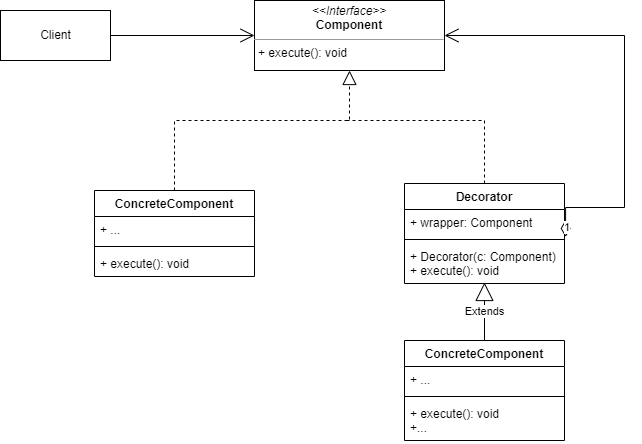 Client
<<Interface>>
Component
+ execute(): void
ConcreteComponent
+ ...
+ execute(): void
Decorator
+ wrapper: Component
1
+ Decorator(c: Component)
+ execute(): void
Extends
ConcreteComponent
+ ...
+ execute(): void
+...